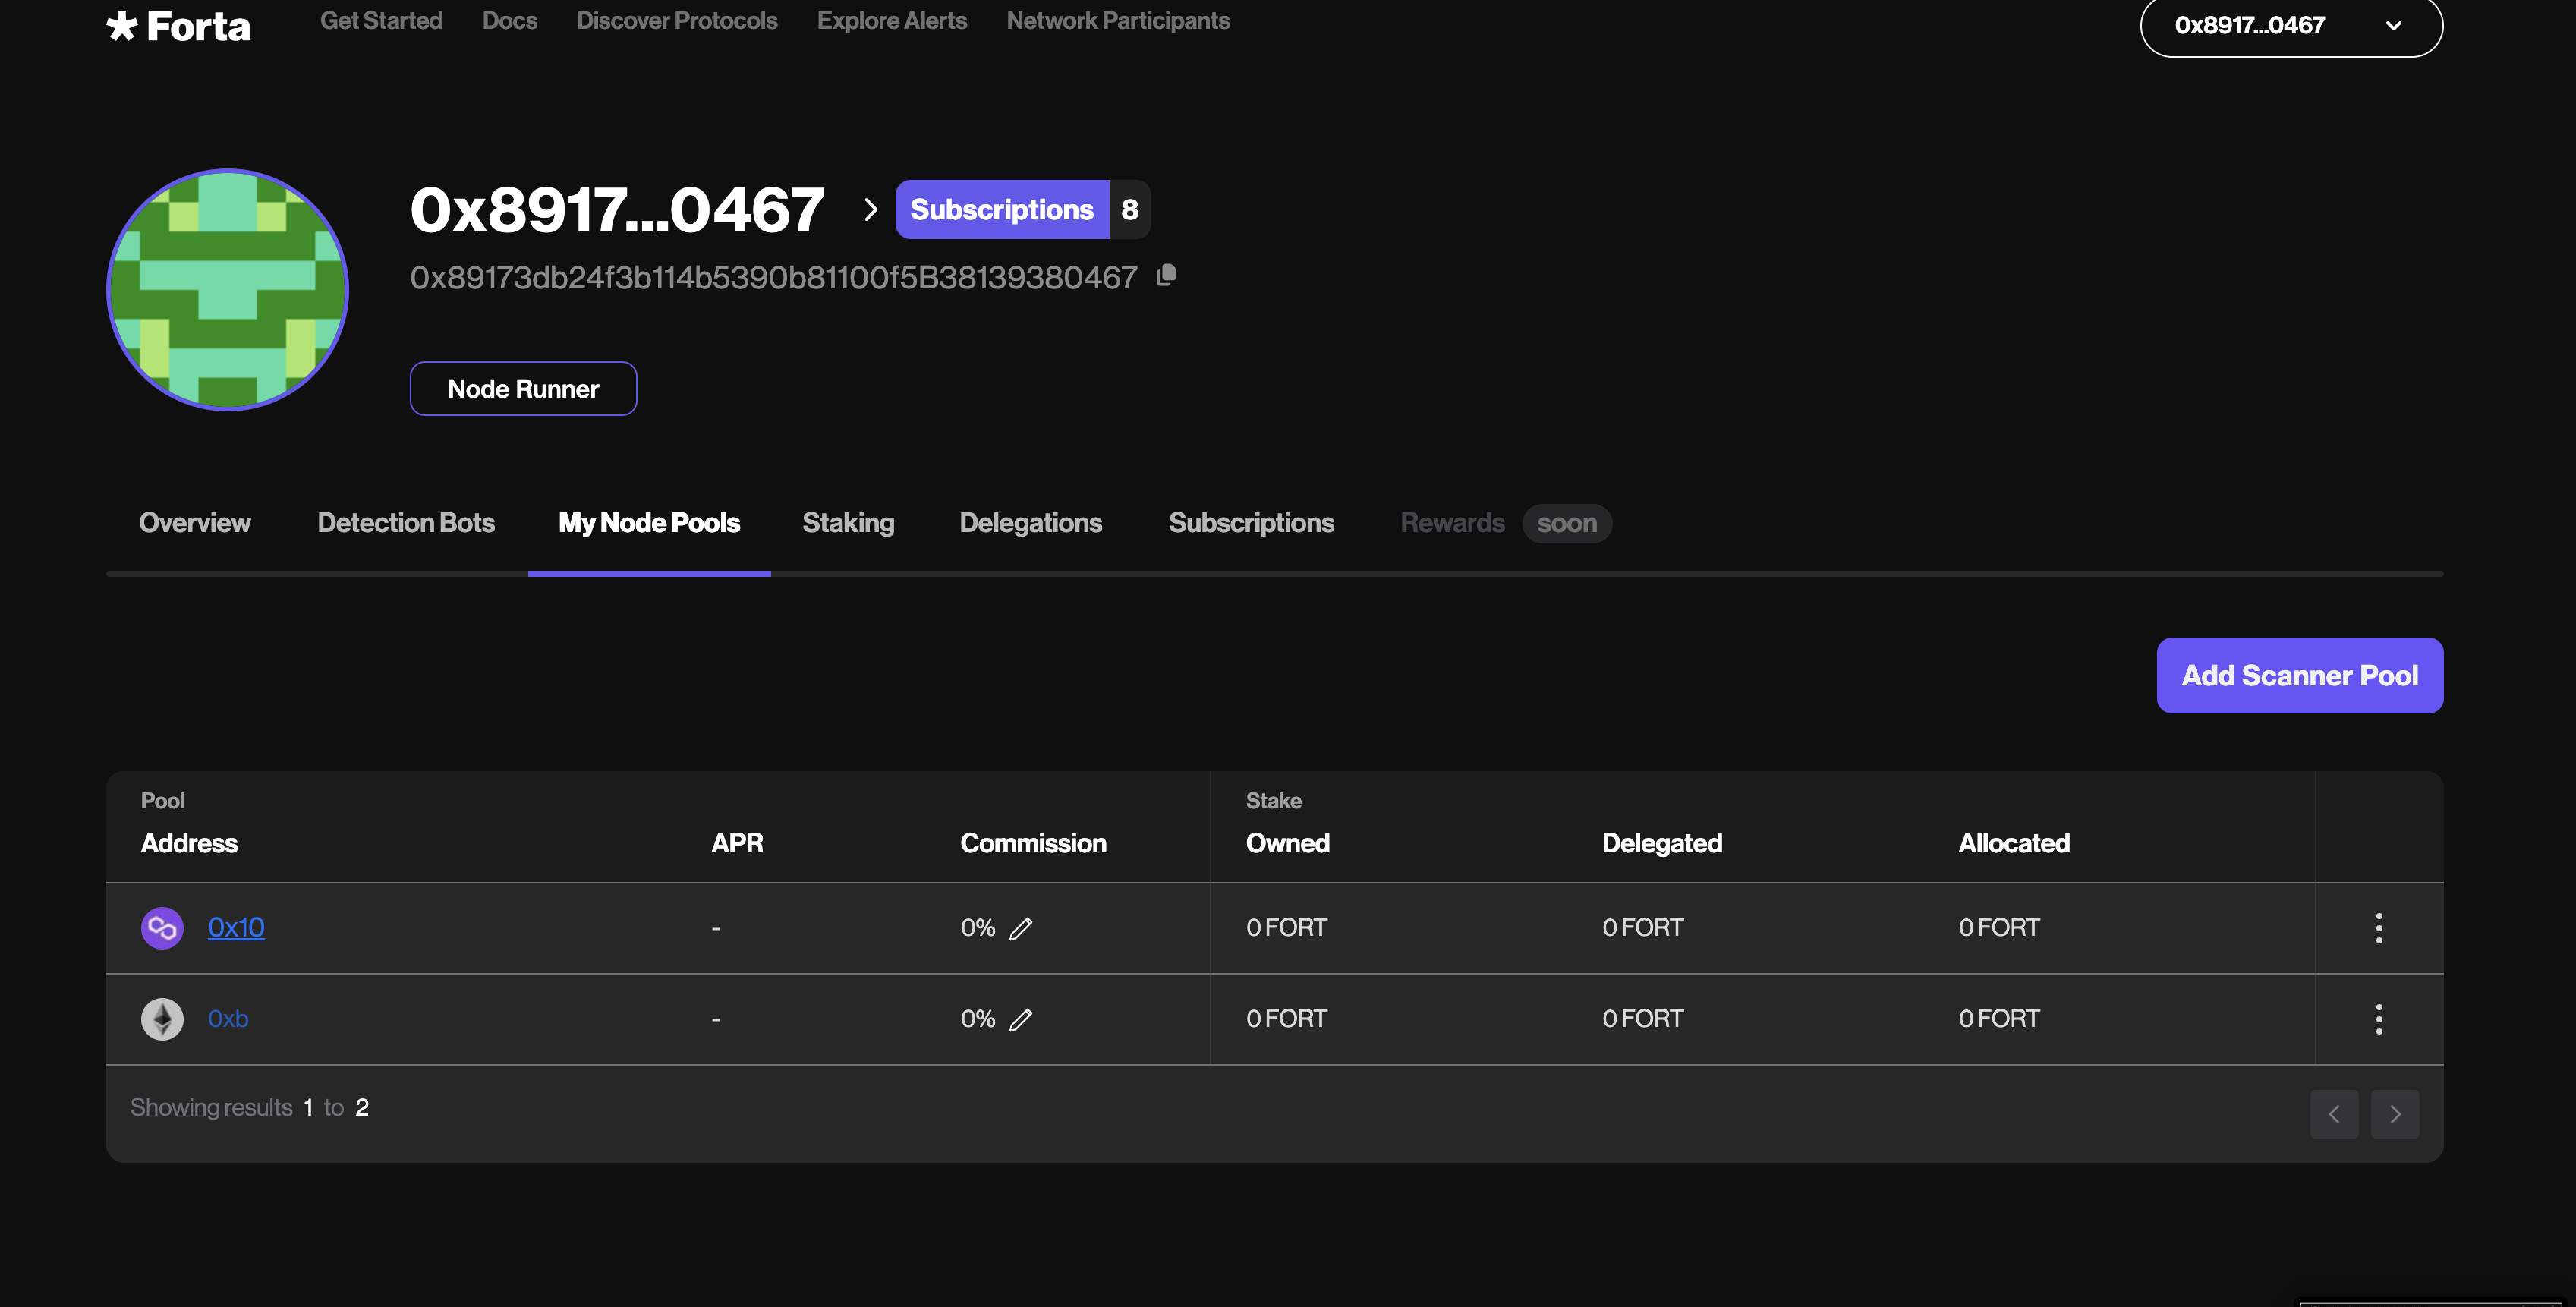 Forta
Get Started Docs Discover Protocols Explore Alerts Network Participants
0x8917...0467
0x8917...0467
Subscriptions 8
0x89173db24f3b114b5390b81100f5B38139380467
Node Runner
Overview Detection Bots My Node Pools Staking Delegations Subscriptions Rewards soon
Add Scanner Pool
Pool Stake
Address APR Commission Owned Delegated Allocated
0x10 - 0% 0 FORT 0 FORT 0 FORT
0xb - 0% 0 FORT 0 FORT 0 FORT
Showing results 1 to 2